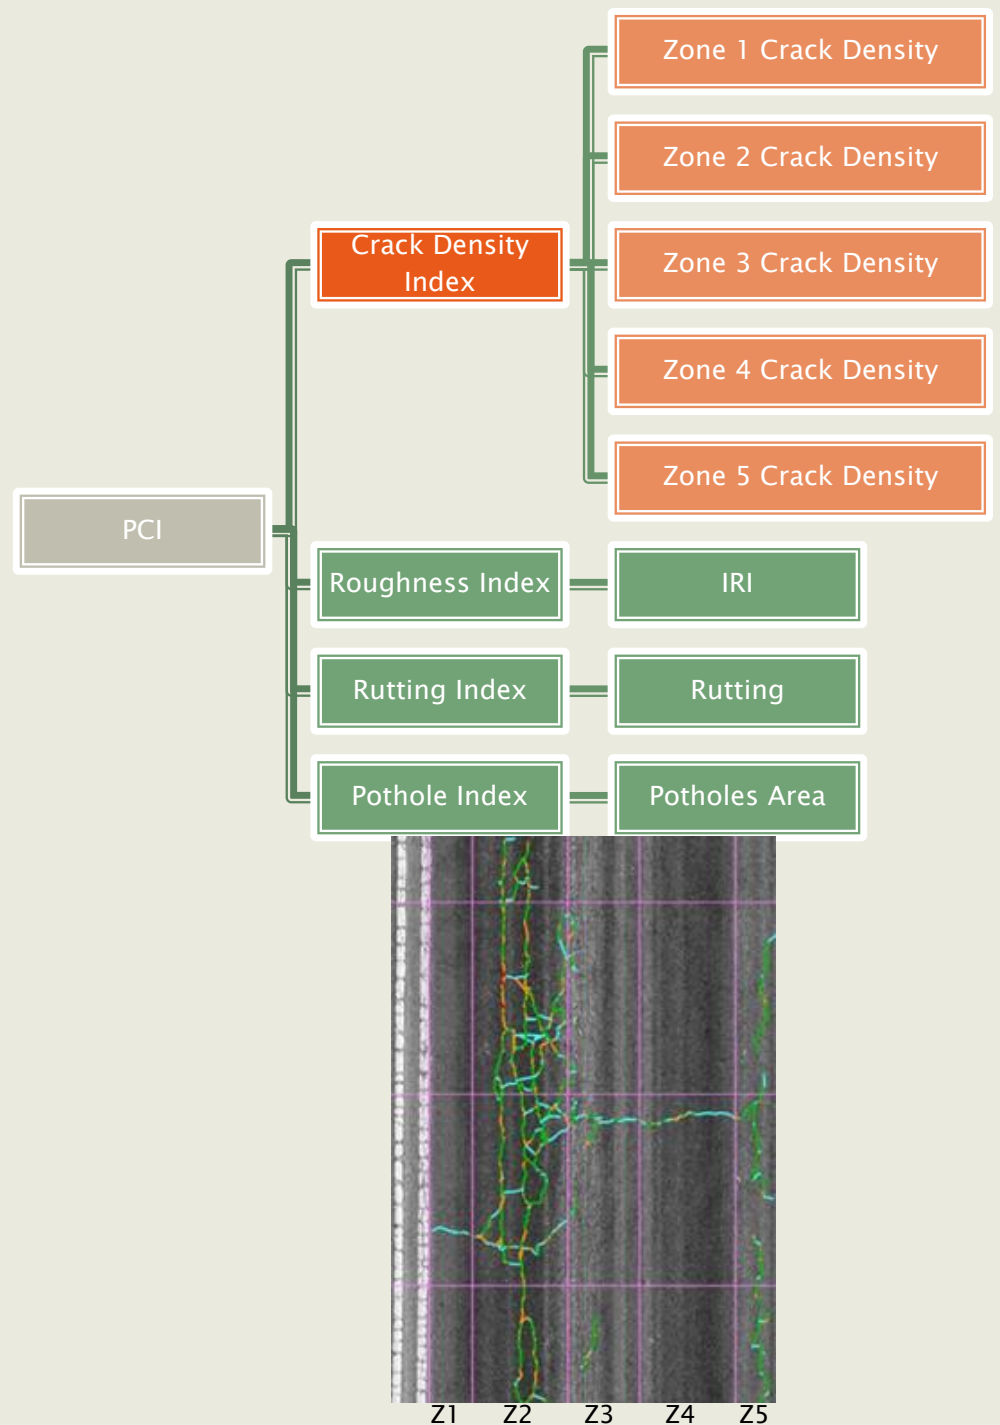 Zone 1 Crack Density
Zone 2 Crack Density
Crack Density
Index
Zone 3 Crack Density
Zone 4 Crack Density
Zone 5 Crack Density
PCI
Roughness Index
IRI
Rutting Index
Rutting
Pothole Index
Potholes Area
Z1 Z2 Z3 Z4 Z5